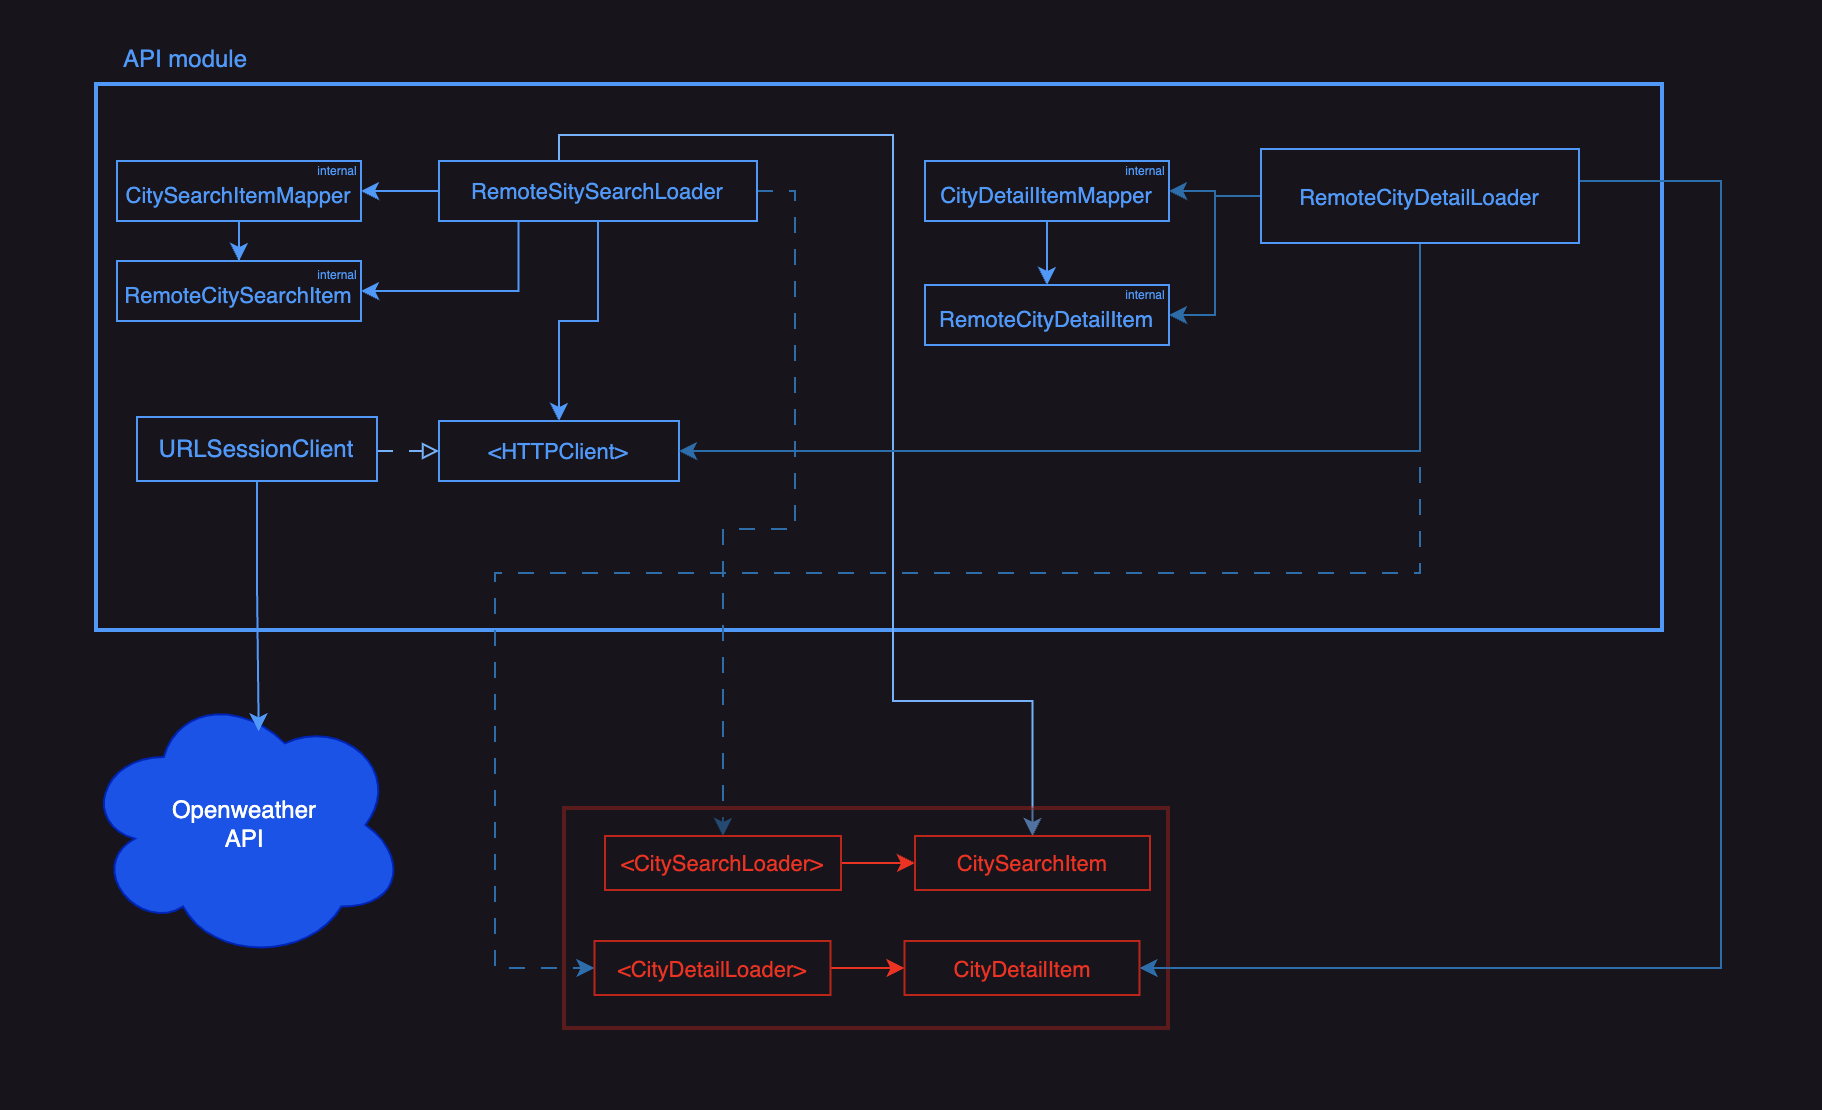 API module
internal
CitySearchItemMapper
RemoteSitySearchLoader
internal
CityDetailItemMapper
RemoteCityDetailLoader
internal
RemoteCitySearchItem
internal
RemoteCityDetailItem
URLSessionClient
<HTTPClient>
Openweather
API
<CitySearchLoader>
CitySearchItem
<CityDetailLoader>
CityDetailItem